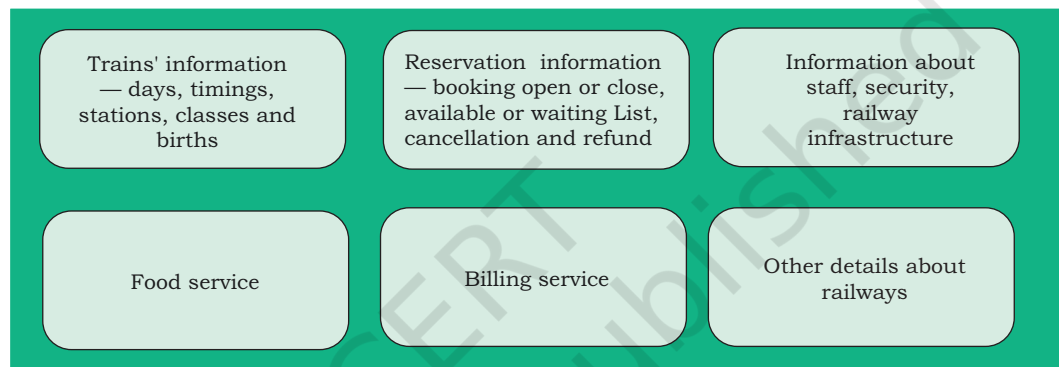 Trains' information
— days, timings,
stations, classes and
births
Reservation information
— booking open or close,
available or waiting List,
cancellation and refund
Information about
staff, security,
railway
infrastructure
Food service
Billing service
Other details about
railways